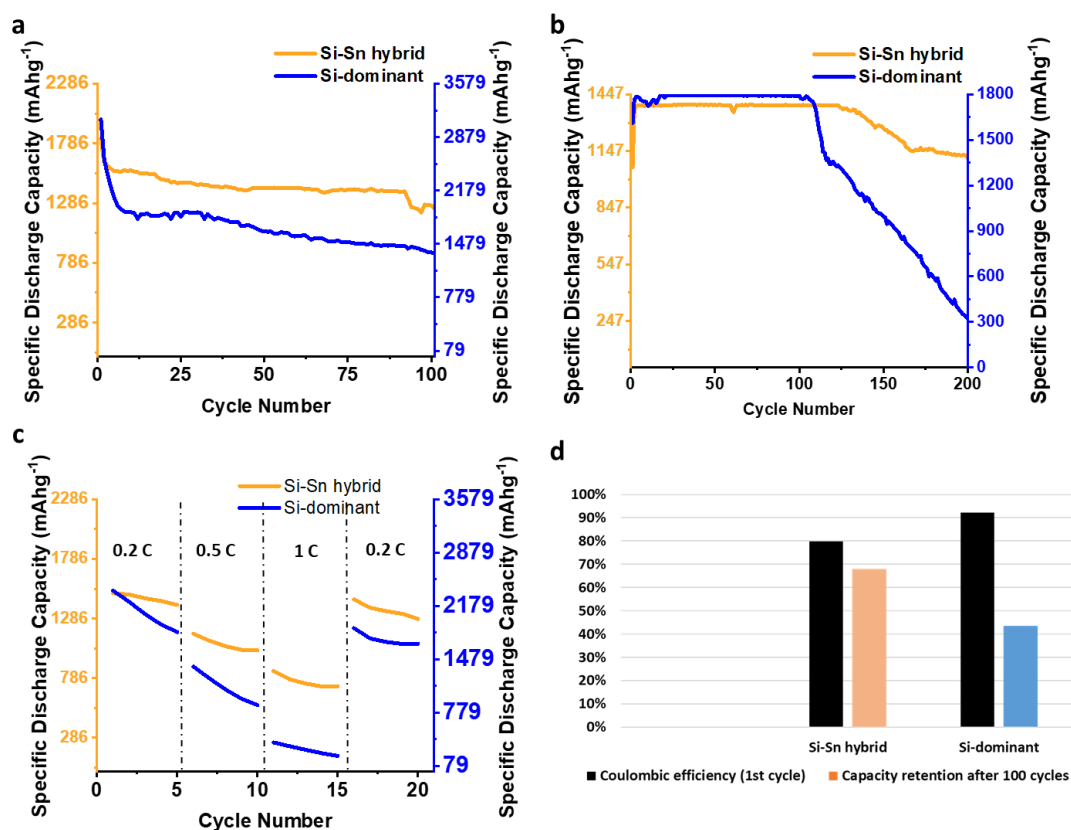 a
Si-Sn hybrid
Si-dominant
Specific Discharge Capacity (mAhg-1)
2286
1786
1286
786
286
3579
2879
2179
1479
779
79
Specific Discharge Capacity (mAhg-1)
0 25 50 75 100
Cycle Number
b
Si-Sn hybrid
Si-dominant
Specific Discharge Capacity (mAhg-1)
1447
1147
847
547
247
1800
1500
1200
900
600
300
0
Specific Discharge Capacity (mAhg-1)
0 50 100 150 200
Cycle Number
c
Si-Sn hybrid
Si-dominant
Specific Discharge Capacity (mAhg-1)
2286
1786
1286
786
286
0.2 C 0.5 C 1 C 0.2 C
3579
2879
2179
1479
779
79
Specific Discharge Capacity (mAhg-1)
0 5 10 15 20
Cycle Number
d
100%
90%
80%
70%
60%
50%
40%
30%
20%
10%
0%
Si-Sn hybrid Si-dominant
Coulombic efficiency (1st cycle) Capacity retention after 100 cycles